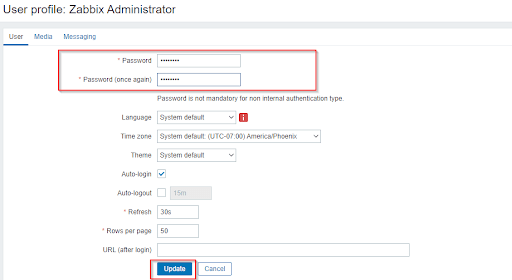 User profile: Zabbix Administrator
User Media Messaging
* Password ••••••••
* Password (once again) ••••••••
Password is not mandatory for non internal authentication type.
Language System default
Time zone System default: (UTC-07:00) America/Phoenix
Theme System default
Auto-login
Auto-logout 15m
* Refresh 30s
* Rows per page 50
URL (after login)
Update Cancel